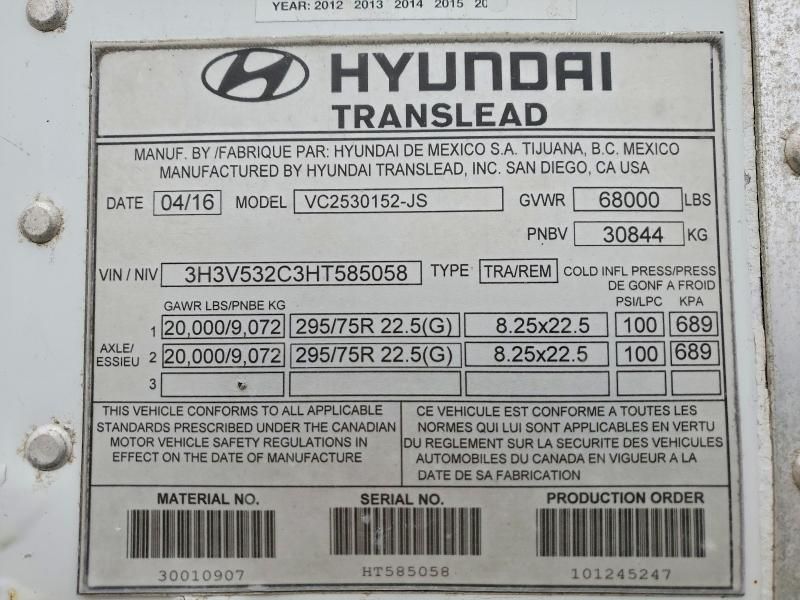 YEAR: 2012 2013 2014 2015
HYUNDAI
TRANSLEAD
MANUF. BY /FABRIQUE PAR: HYUNDAI DE MEXICO S.A. TIJUANA, B.C. MEXICO
MANUFACTURED BY HYUNDAI TRANSLEAD, INC. SAN DIEGO, CA USA
DATE 04/16 MODEL VC2530152-JS GVWR 68000 LBS
PNBV 30844 KG
VIN / NIV 3H3V532C3HT585058 TYPE TRA/REM COLD INFL PRESS/PRESS
DE GONF A FROID
GAWR LBS/PNBE KG PSI/LPC KPA
1 20,000/9,072 295/75R 22.5(G) 8.25x22.5 100 689
AXLE/
ESSIEU 2 20,000/9,072 295/75R 22.5(G) 8.25x22.5 100 689
3
THIS VEHICLE CONFORMS TO ALL APPLICABLE
STANDARDS PRESCRIBED UNDER THE CANADIAN
MOTOR VEHICLE SAFETY REGULATIONS IN
EFFECT ON THE DATE OF MANUFACTURE
CE VEHICULE EST CONFORME A TOUTES LES
NORMES QUI LUI SONT APPLICABLES EN VERTU
DU REGLEMENT SUR LA SECURITE DES VEHICULES
AUTOMOBILES DU CANADA EN VIGUEUR A LA
DATE DE SA FABRICATION
MATERIAL NO. SERIAL NO. PRODUCTION ORDER
30010907 HT585058 101245247